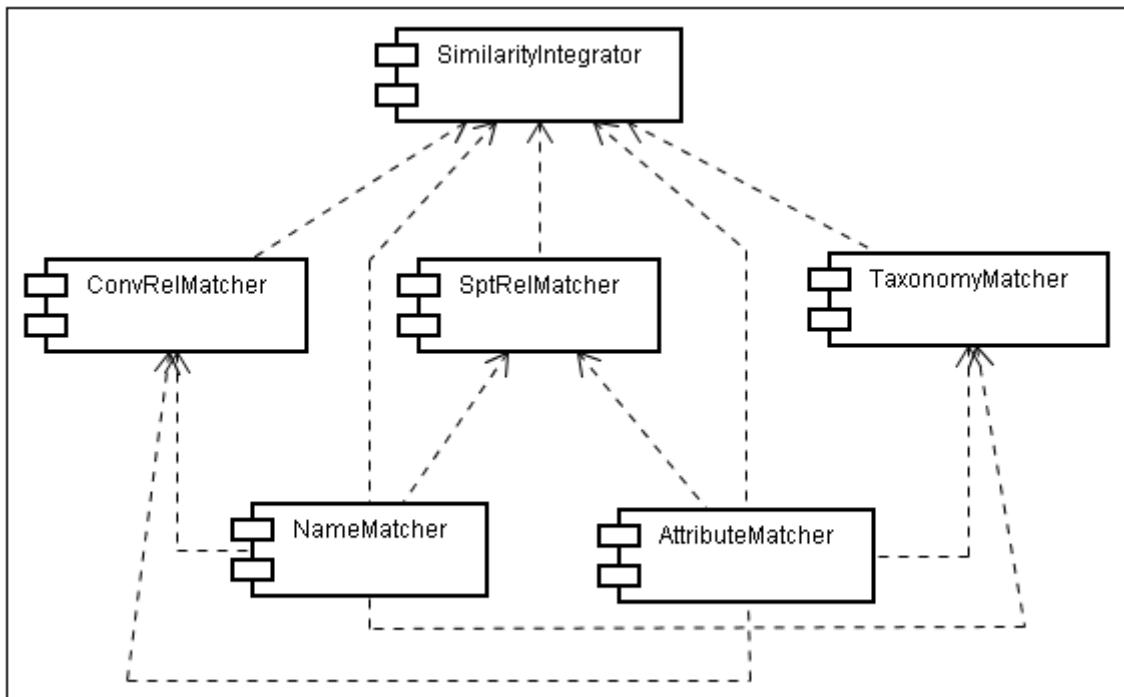 SimilarityIntegrator
ConvRelMatcher
SptRelMatcher
TaxonomyMatcher
NameMatcher
AttributeMatcher